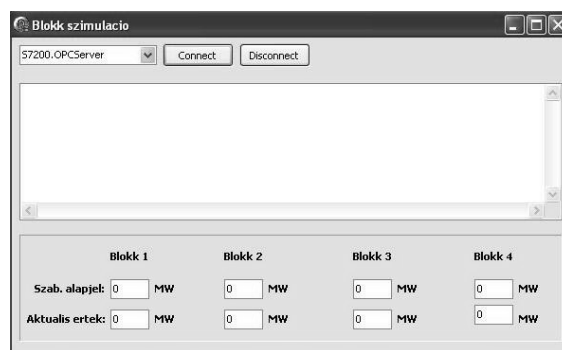 Blokk szimulacio
S7200.OPCServer Connect Disconnect
Blokk 1 Blokk 2 Blokk 3 Blokk 4
Szab. alapjel: 0 MW 0 MW 0 MW 0 MW
Aktualis ertek: 0 MW 0 MW 0 MW 0 MW